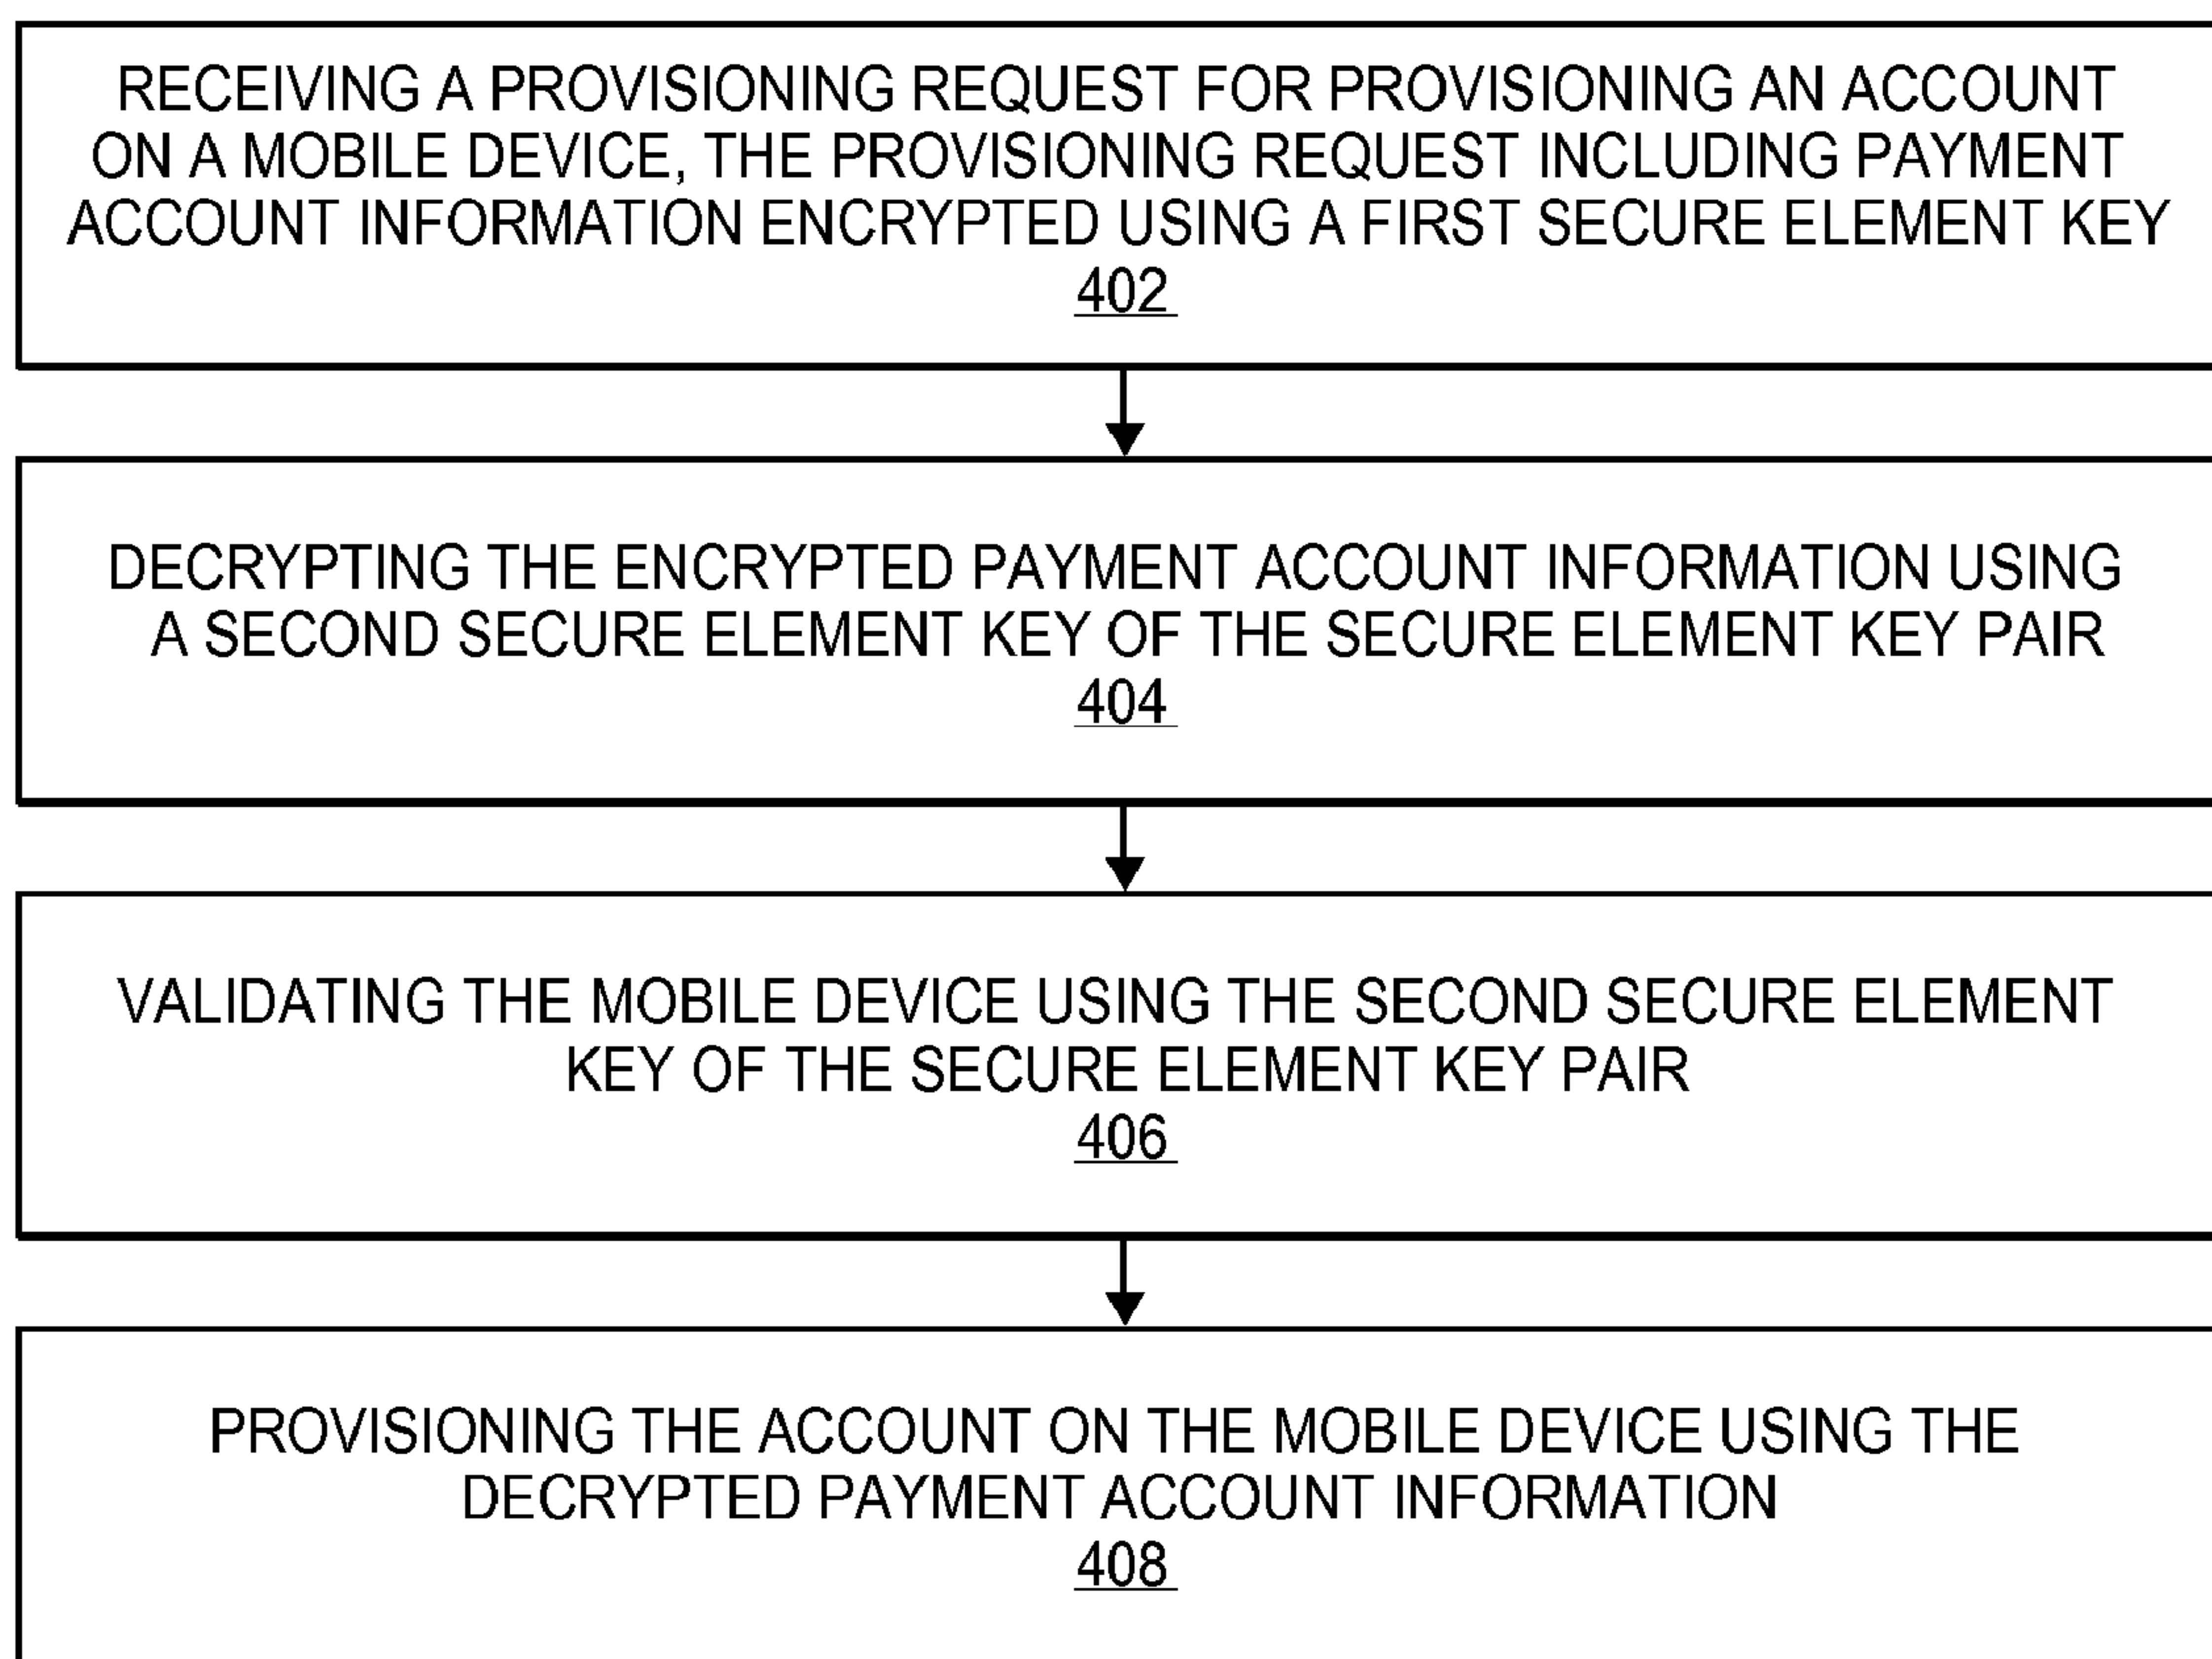 RECEIVING A PROVISIONING REQUEST FOR PROVISIONING AN ACCOUNT
ON A MOBILE DEVICE, THE PROVISIONING REQUEST INCLUDING PAYMENT
ACCOUNT INFORMATION ENCRYPTED USING A FIRST SECURE ELEMENT KEY
402
DECRYPTING THE ENCRYPTED PAYMENT ACCOUNT INFORMATION USING
A SECOND SECURE ELEMENT KEY OF THE SECURE ELEMENT KEY PAIR
404
VALIDATING THE MOBILE DEVICE USING THE SECOND SECURE ELEMENT
KEY OF THE SECURE ELEMENT KEY PAIR
406
PROVISIONING THE ACCOUNT ON THE MOBILE DEVICE USING THE
DECRYPTED PAYMENT ACCOUNT INFORMATION
408